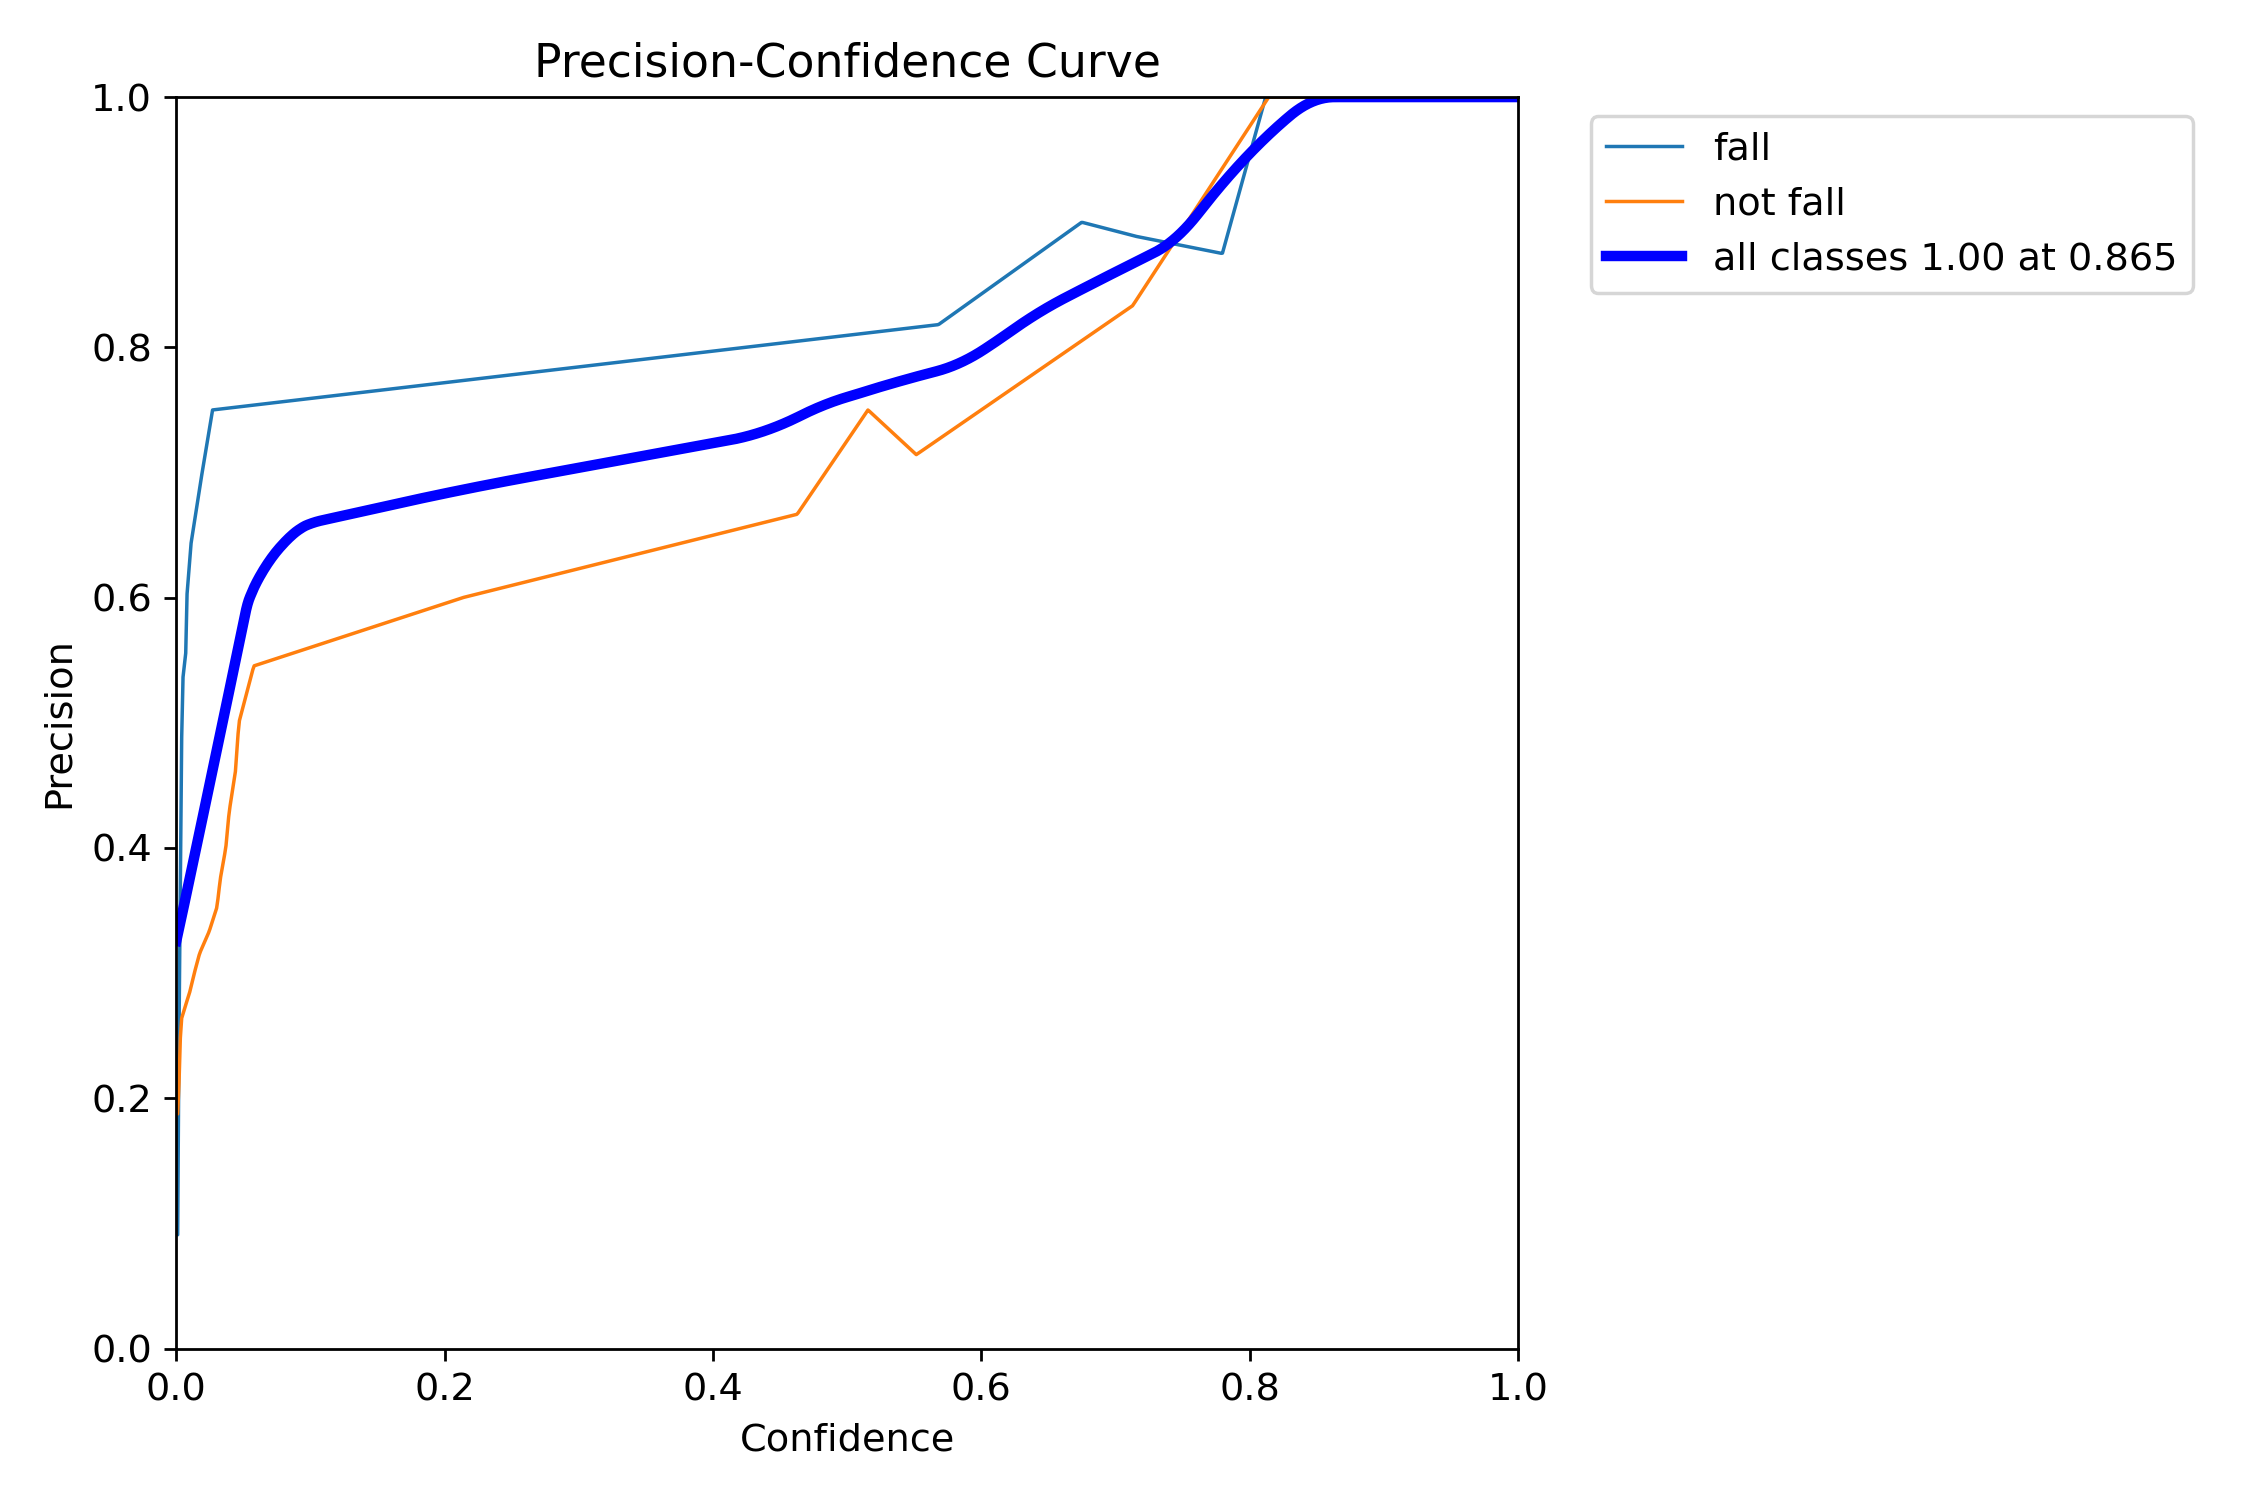 Precision-Confidence Curve
1.0
0.8
0.6
0.4
0.2
0.0
Precision
0.0 0.2 0.4 0.6 0.8 1.0
Confidence
fall
not fall
all classes 1.00 at 0.865